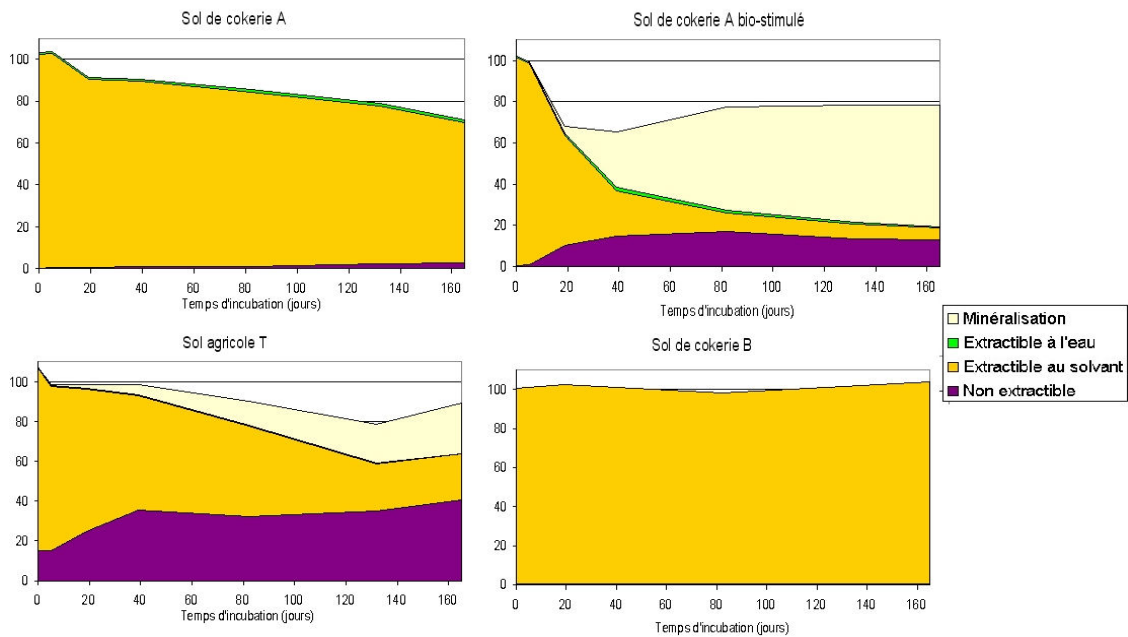 Sol de cokerie A
100
80
60
40
20
0
0 20 40 60 80 100 120 140 160
Temps d'incubation (jours)
Sol de cokerie A bio-stimulé
100
80
60
40
20
0
0 20 40 60 80 100 120 140 160
Temps d'incubation (jours)
Minéralisation
Extractible à l'eau
Extractible au solvant
Non extractible
Sol agricole T
100
80
60
40
20
0
0 20 40 60 80 100 120 140 160
Temps d'incubation (jours)
Sol de cokerie B
100
80
60
40
20
0
0 20 40 60 80 100 120 140 160
Temps d'incubation (jours)